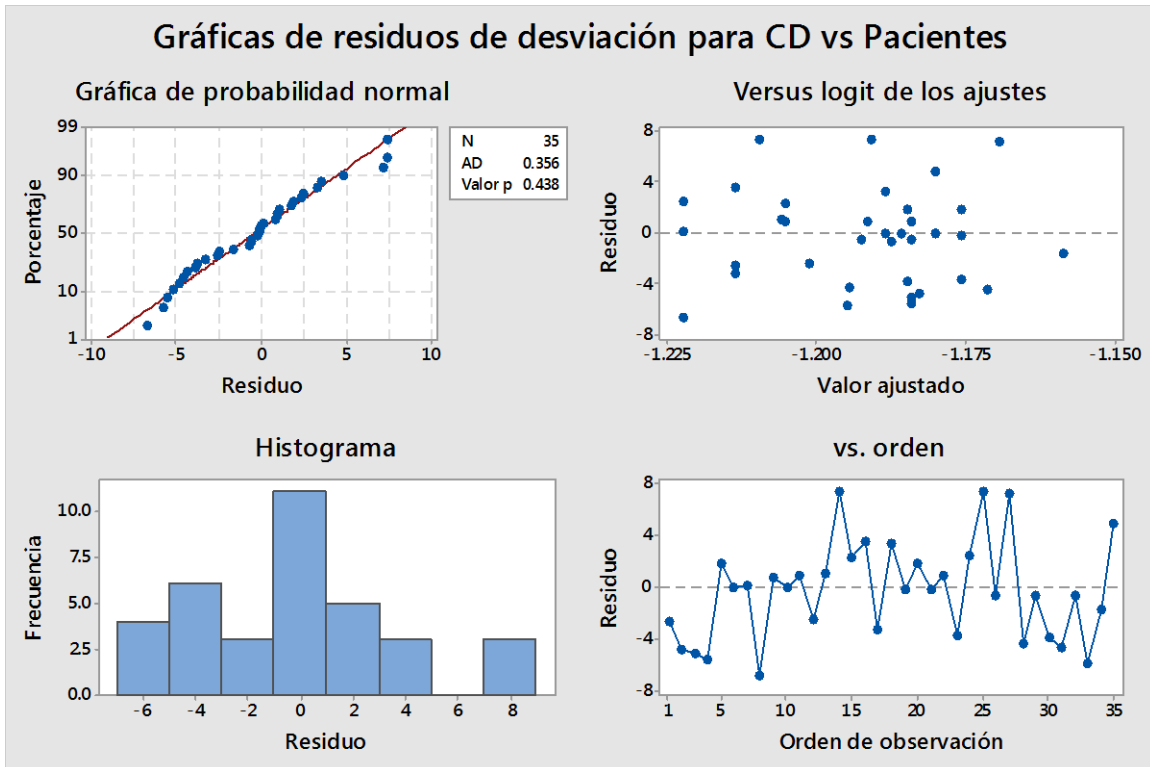 Gráficas de residuos de desviación para CD vs Pacientes
Gráfica de probabilidad normal
99
90
50
10
1
Porcentaje
-10 -5 0 5 10
Residuo
N 35
AD 0.356
Valor p 0.438
Versus logit de los ajustes
8
4
0
-4
-8
Residuo
-1.225 -1.200 -1.175 -1.150
Valor ajustado
Histograma
10.0
7.5
5.0
2.5
0.0
Frecuencia
-6 -4 -2 0 2 4 6 8
Residuo
vs. orden
8
4
0
-4
-8
Residuo
1 5 10 15 20 25 30 35
Orden de observación